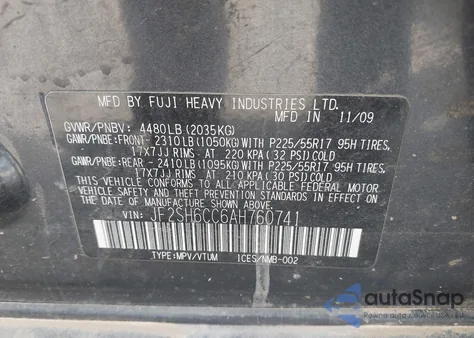 MFD BY FUJI HEAVY INDUSTRIES LTD.
MFD IN 11/09
GVWR/PNBV: 4480LB (2035KG)
GAWR/PNBE:FRONT- 2310LB(1050KG)WITH P225/55R17 95H TIRES,
17X7JJ RIMS- AT 220 KPA (32 PSI)COLD
GAWR/PNBE:REAR - 2410LB(1095KG)WITH P225/55R17 95H TIRES,
17X7JJ RIMS- AT 210 KPA (30 PSI)COLD
THIS VEHICLE CONFORMS TO ALL APPLICABLE FEDERAL MOTOR
VEHICLE SAFETY, BUMPER, AND THEFT PREVENTION STANDARDS
IN EFFECT ON THE DATE OF MANUFACTURE SHOWN ABOVE.
VIN: JF2SH6CC6AH760741
TYPE:MPV/VTUM ICES/NMB-002
autoSnap